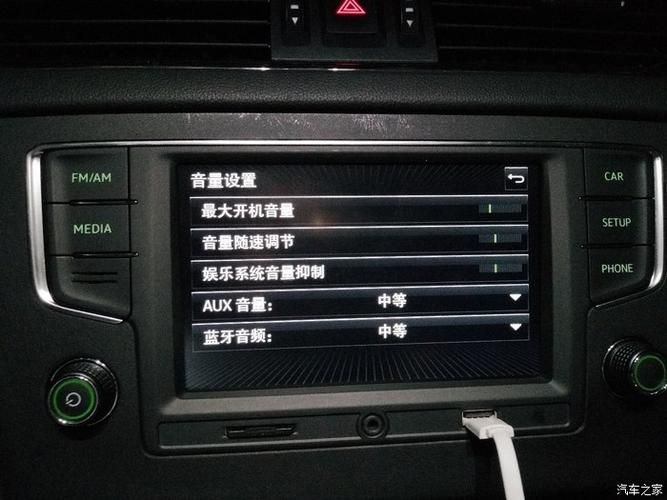 FM/AM
MEDIA
音量设置
最大开机音量
音量随速调节
娱乐系统音量抑制
AUX 音量: 中等
蓝牙音频: 中等
CAR
SETUP
PHONE
汽车之家